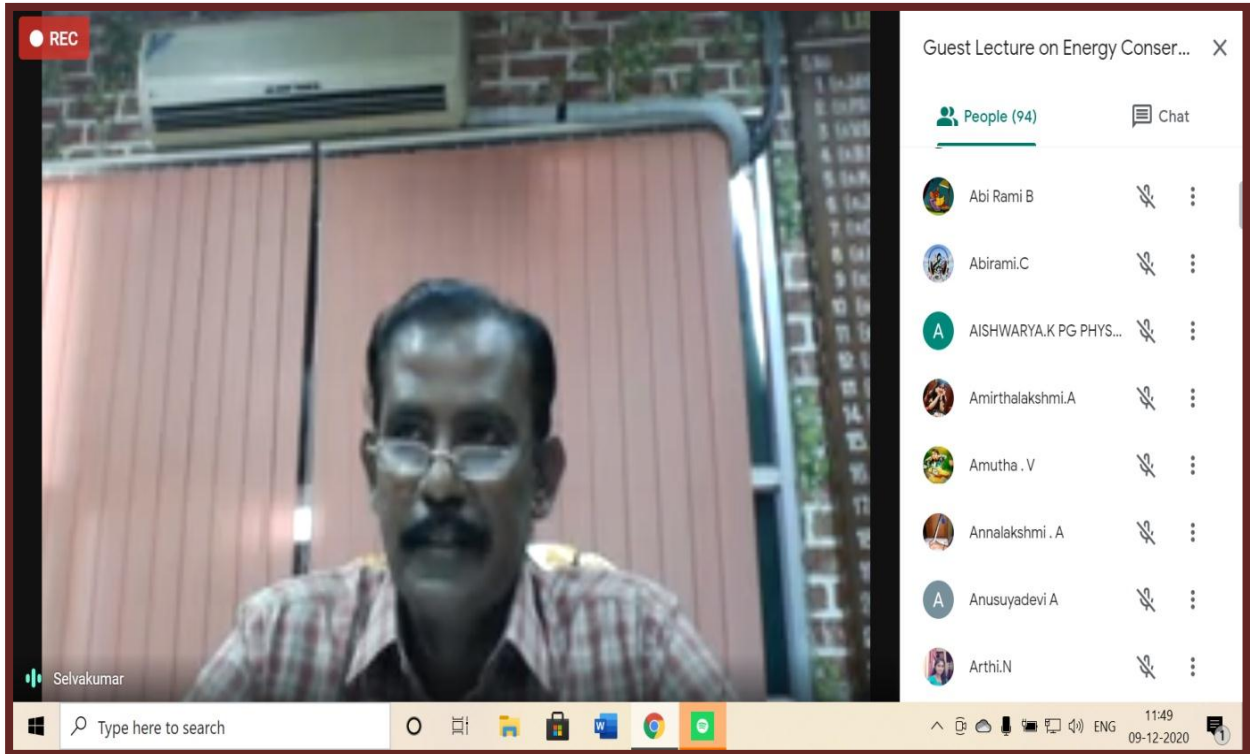 REC
Selvakumar
Guest Lecture on Energy Conser...
People (94)
Chat
Abi Rami B
Abirami.C
A
AISHWARYA.K PG PHYS...
Amirthalakshmi.A
Amutha . V
Annalakshmi . A
A
Anusuyadevi A
Arthi.N
Type here to search
W
ENG
11:49
09-12-2020
1